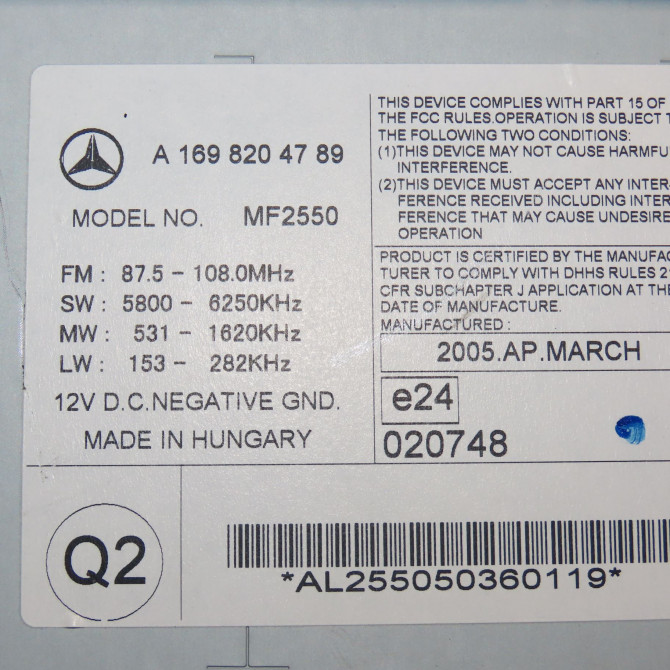 A 169 820 47 89
MODEL NO. MF2550
FM : 87.5 - 108.0MHz
SW : 5800 - 6250KHz
MW : 531 - 1620KHz
LW : 153 - 282KHz
12V D.C.NEGATIVE GND.
MADE IN HUNGARY
THIS DEVICE COMPLIES WITH PART 15 OF
THE FCC RULES.OPERATION IS SUBJECT
THE FOLLOWING TWO CONDITIONS:
(1)THIS DEVICE MAY NOT CAUSE HARMFU
INTERFERENCE.
(2)THIS DEVICE MUST ACCEPT ANY INTER-
FERENCE RECEIVED INCLUDING INTER
FERENCE THAT MAY CAUSE UNDESIRE
OPERATION
PRODUCT IS CERTIFIED BY THE MANUFAC
TURER TO COMPLY WITH DHHS RULES 2
CFR SUBCHAPTER J APPLICATION AT THE
DATE OF MANUFACTURE.
MANUFACTURED :
2005.AP.MARCH
e24
020748
Q2
*AL255050360119*